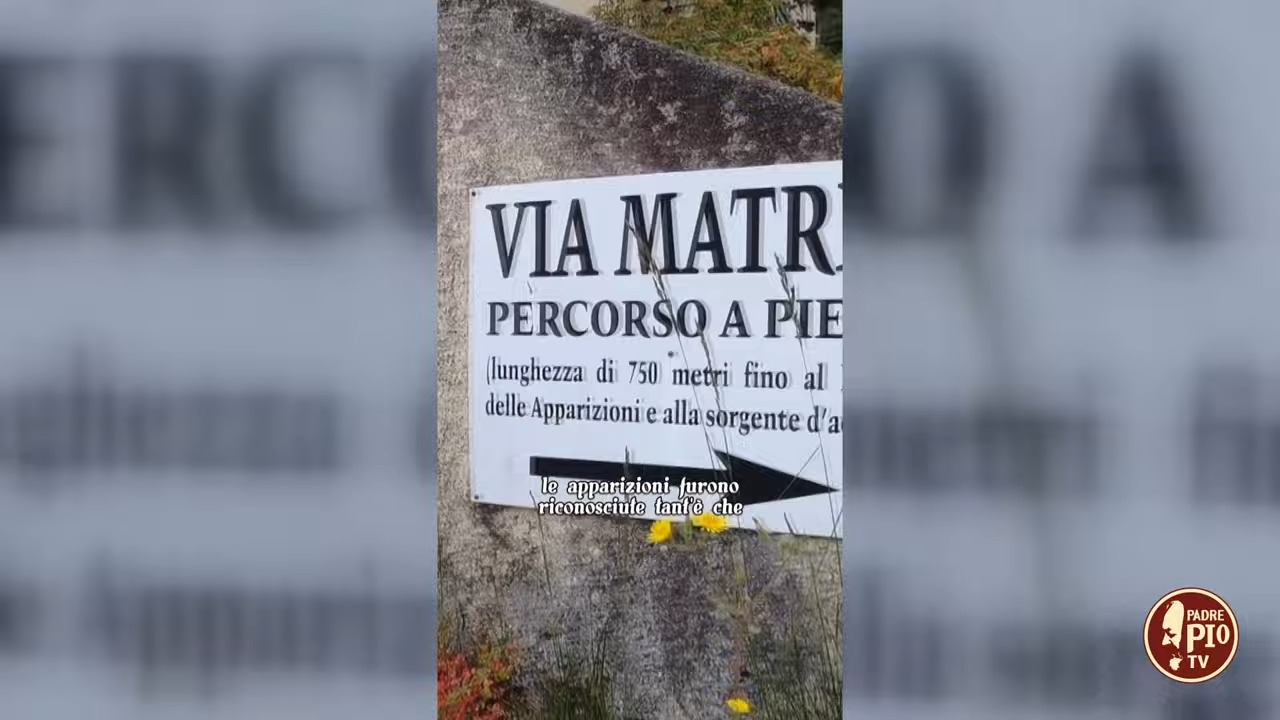 VIA MATR
PERCORSO A PIE
(lunghezza di 750 metri fino al
delle Apparizioni e alla sorgente d'a
le apparizioni furono
riconosciute tant'è che
PADRE
PIO
TV